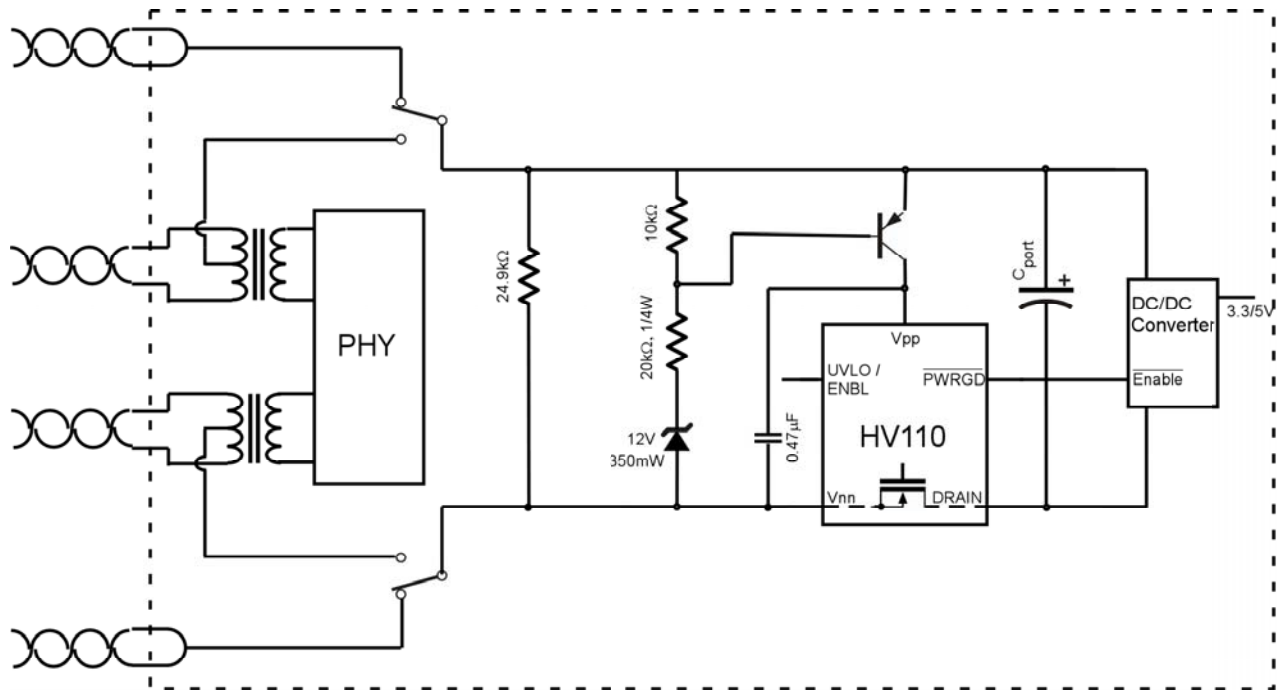 10kΩ
24.9kΩ
20kΩ, 1/4W
Cport
+
DC/DC
Converter
3.3/5V
Enable
PHY
Vpp
UVLO /
ENBL
PWRGD
HV110
12V
350mW
0.47µF
Vnn
DRAIN